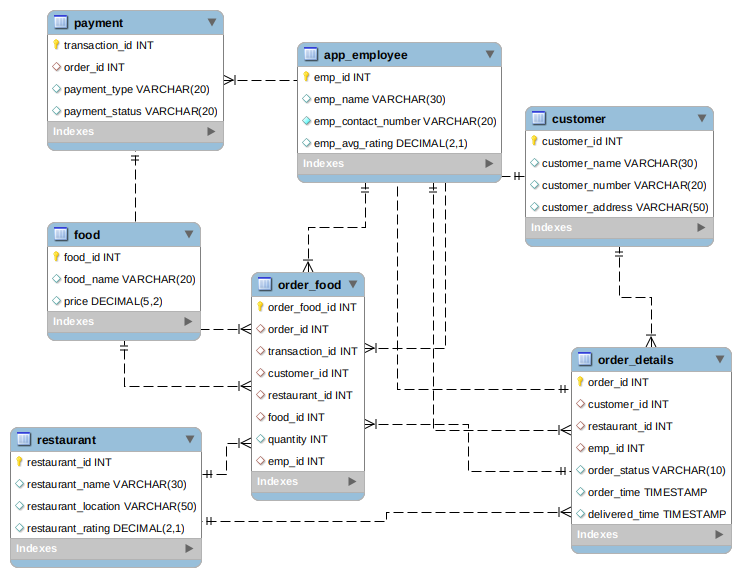 payment
transaction_id INT
order_id INT
payment_type VARCHAR(20)
payment_status VARCHAR(20)
Indexes
app_employee
emp_id INT
emp_name VARCHAR(30)
emp_contact_number VARCHAR(20)
emp_avg_rating DECIMAL(2,1)
Indexes
customer
customer_id INT
customer_name VARCHAR(30)
customer_number VARCHAR(20)
customer_address VARCHAR(50)
Indexes
food
food_id INT
food_name VARCHAR(20)
price DECIMAL(5,2)
Indexes
order_food
order_food_id INT
order_id INT
transaction_id INT
customer_id INT
restaurant_id INT
food_id INT
quantity INT
emp_id INT
Indexes
order_details
order_id INT
customer_id INT
restaurant_id INT
emp_id INT
order_status VARCHAR(10)
order_time TIMESTAMP
delivered_time TIMESTAMP
Indexes
restaurant
restaurant_id INT
restaurant_name VARCHAR(30)
restaurant_location VARCHAR(50)
restaurant_rating DECIMAL(2,1)
Indexes